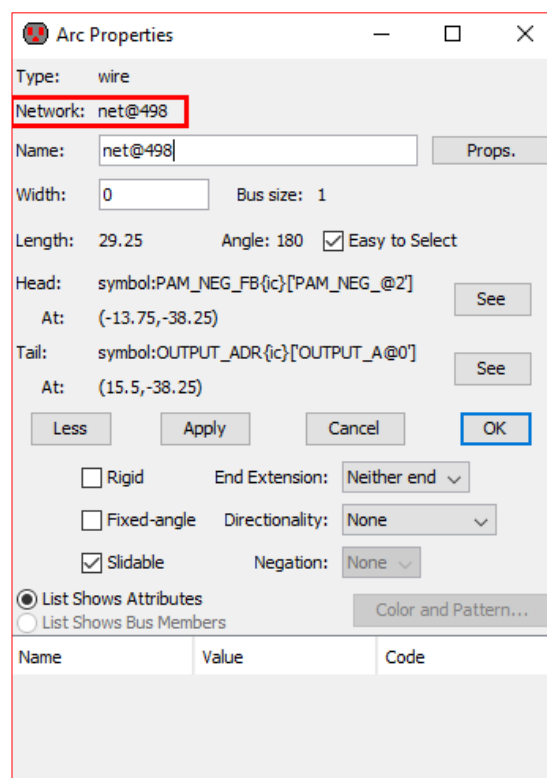 Arc Properties
Type: wire
Network: net@498
Name: net@498 Props.
Width: 0 Bus size: 1
Length: 29.25 Angle: 180 Easy to Select
Head: symbol:PAM_NEG_FB{ic}['PAM_NEG_@2'] See
At: (-13.75,-38.25)
Tail: symbol:OUTPUT_ADR{ic}['OUTPUT_A@0'] See
At: (15.5,-38.25)
Less Apply Cancel OK
Rigid End Extension: Neither end
Fixed-angle Directionality: None
Slidable Negation: None
List Shows Attributes
List Shows Bus Members Color and Pattern...
Name Value Code